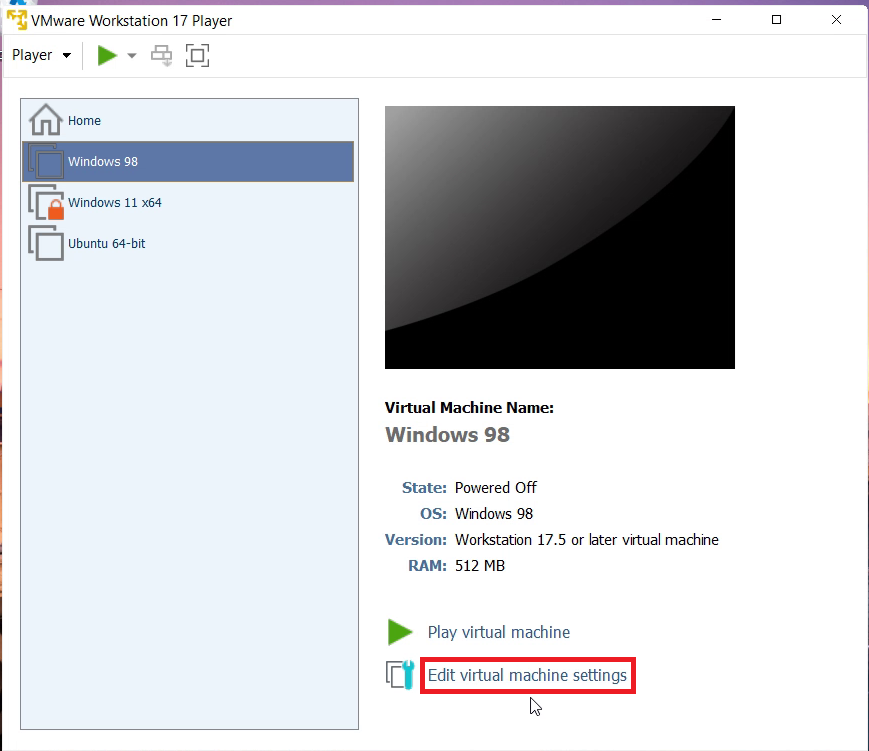 VMware Workstation 17 Player
Player
Home
Windows 98
Windows 11 x64
Ubuntu 64-bit
Virtual Machine Name:
Windows 98
State: Powered Off
OS: Windows 98
Version: Workstation 17.5 or later virtual machine
RAM: 512 MB
Play virtual machine
Edit virtual machine settings